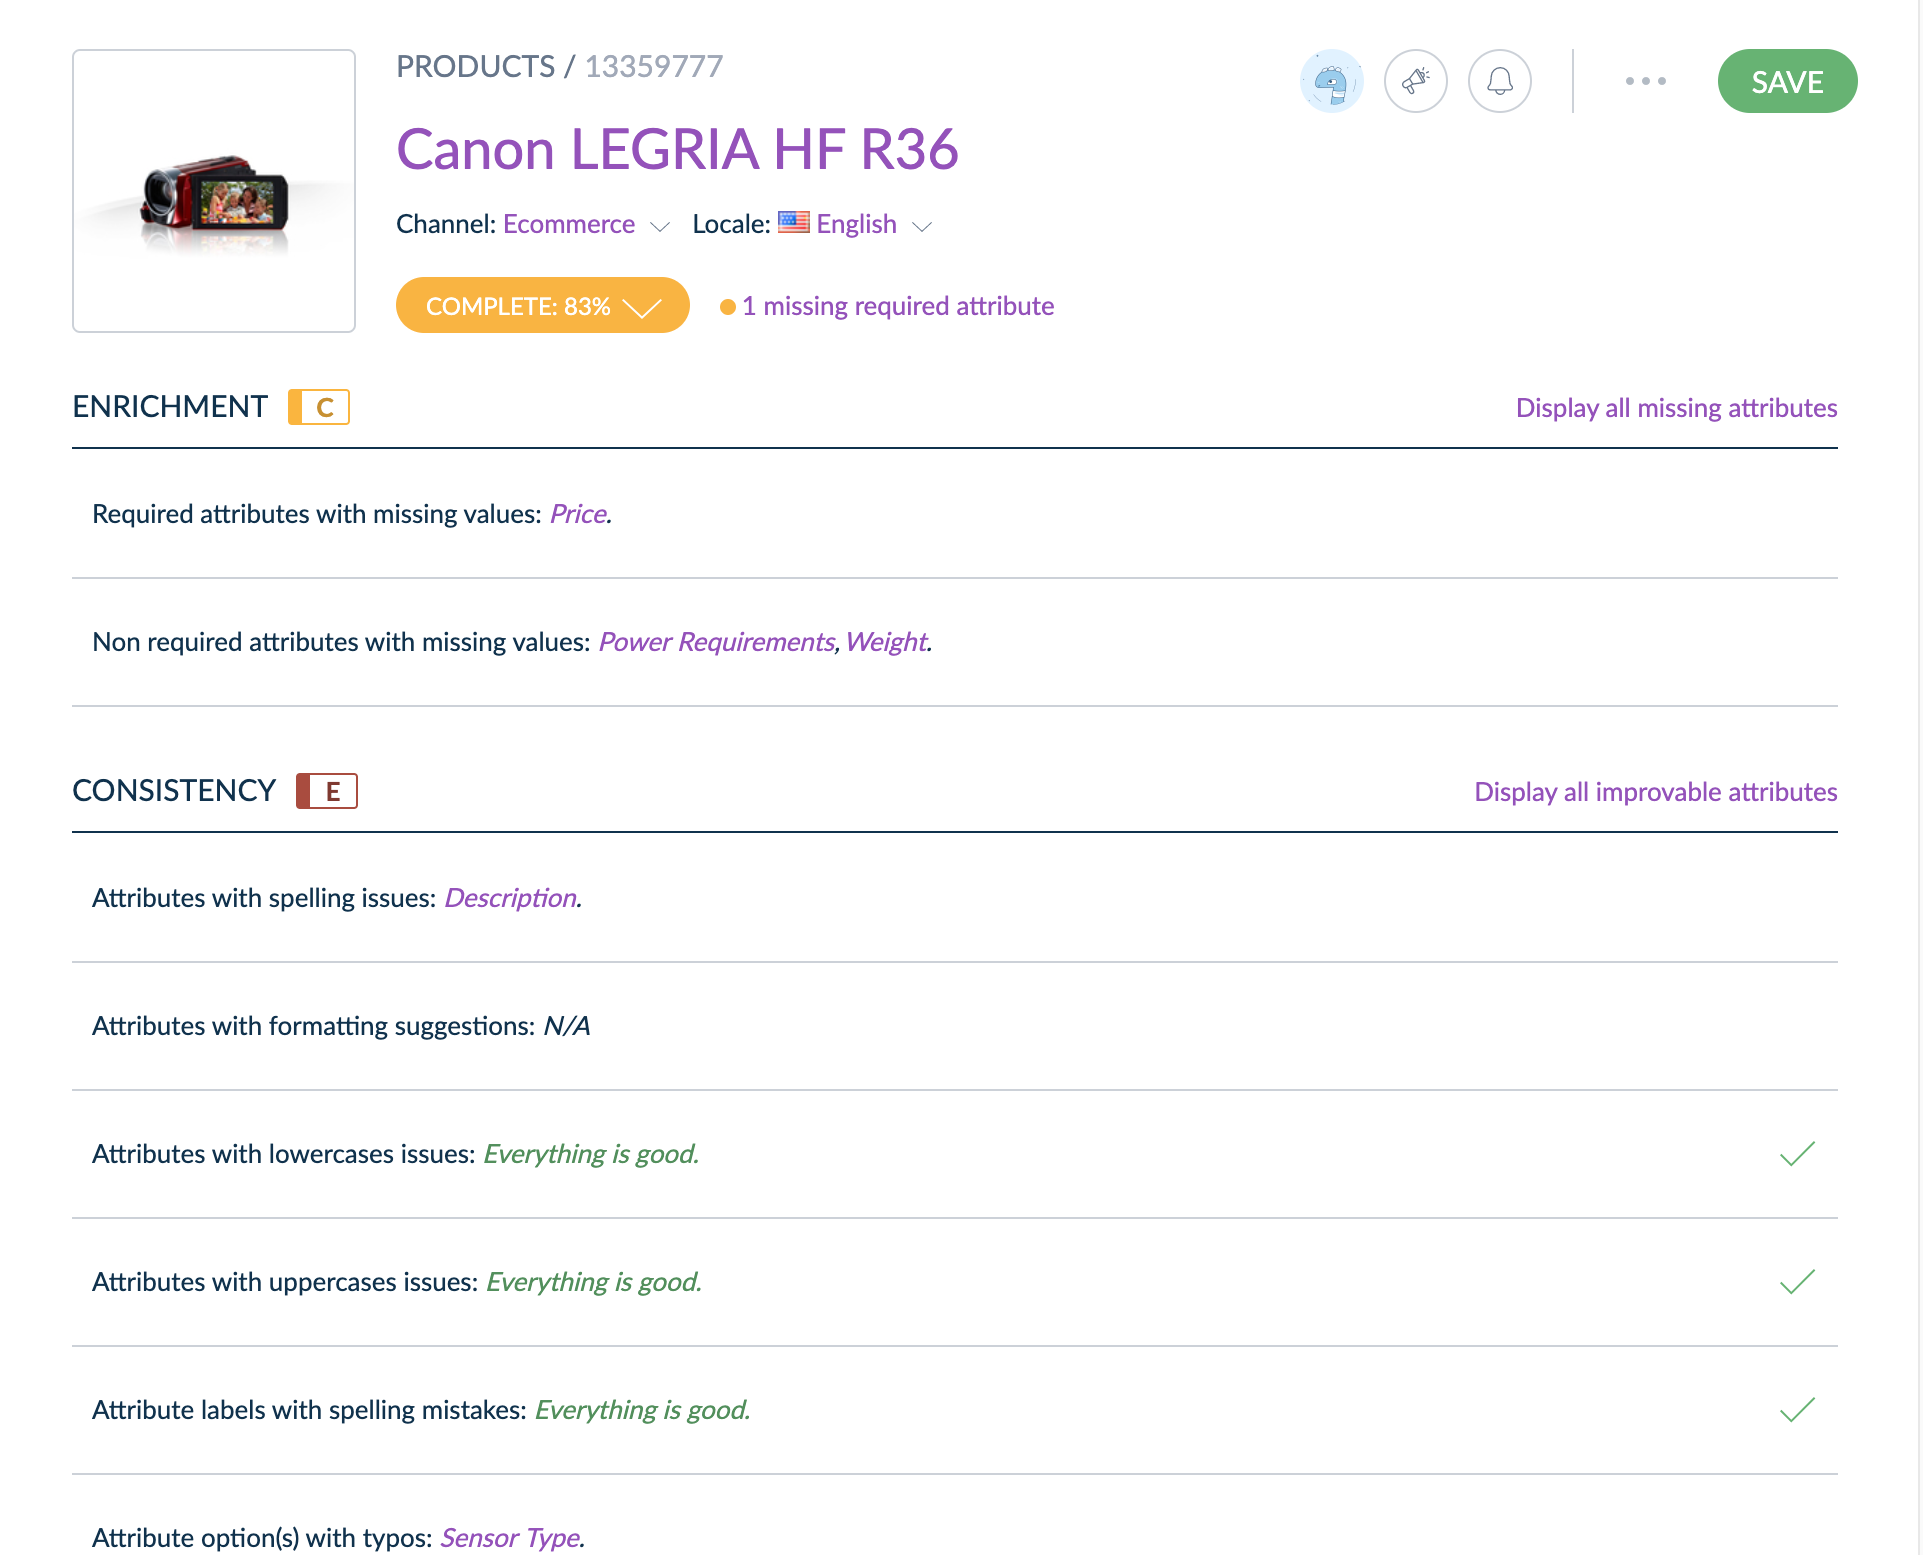 PRODUCTS / 13359777
SAVE
Canon LEGRIA HF R36
Channel: Ecommerce Locale: English
COMPLETE: 83% 1 missing required attribute
ENRICHMENT C Display all missing attributes
Required attributes with missing values: Price.
Non required attributes with missing values: Power Requirements, Weight.
CONSISTENCY E Display all improvable attributes
Attributes with spelling issues: Description.
Attributes with formatting suggestions: N/A
Attributes with lowercases issues: Everything is good.
Attributes with uppercases issues: Everything is good.
Attribute labels with spelling mistakes: Everything is good.
Attribute option(s) with typos: Sensor Type.